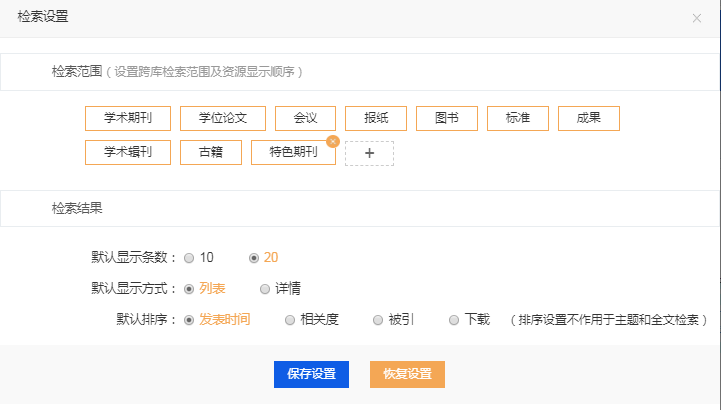 检索设置 ×
检索范围（设置跨库检索范围及资源显示顺序）
学术期刊 学位论文 会议 报纸 图书 标准 成果
学术辑刊 古籍 特色期刊 × +
检索结果
默认显示条数： 10 20
默认显示方式： 列表 详情
默认排序： 发表时间 相关度 被引 下载 （排序设置不作用于主题和全文检索）
保存设置 恢复设置